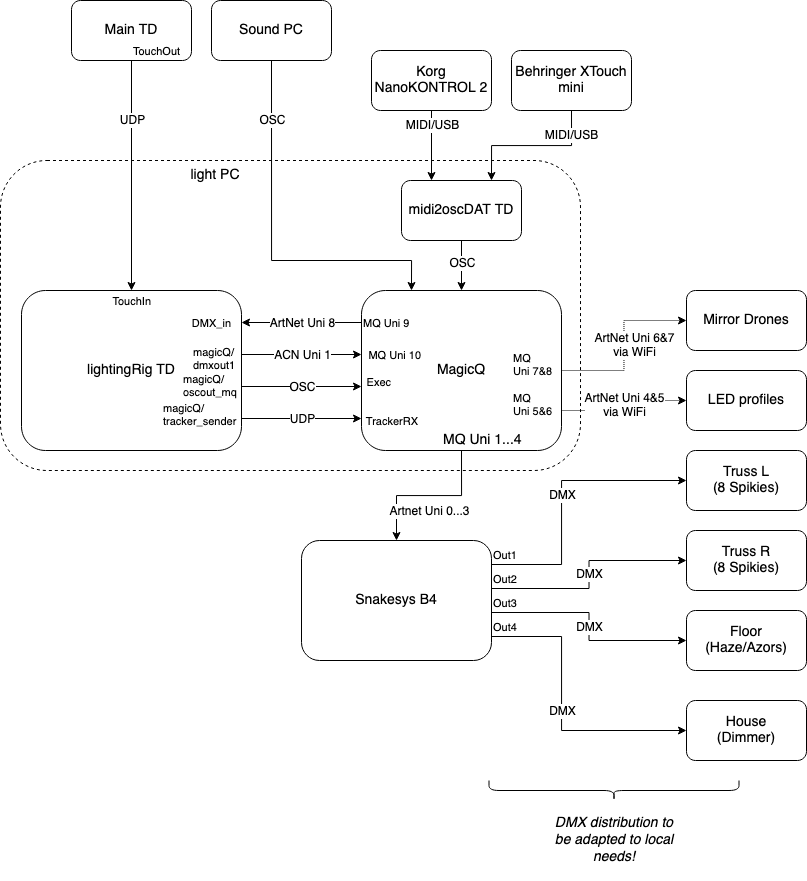 Main TD
TouchOut
Sound PC
Korg
NanoKONTROL 2
Behringer XTouch
mini
UDP
OSC
MIDI/USB
MIDI/USB
light PC
midi2oscDAT TD
OSC
TouchIn
DMX_in
ArtNet Uni 8
MQ Uni 9
lightingRig TD
magicQ/
dmxout1
ACN Uni 1
MQ Uni 10
magicQ/
oscout_mq
OSC
Exec
magicQ/
tracker_sender
UDP
TrackerRX
MagicQ
MQ
Uni 7&8
MQ
Uni 5&6
MQ Uni 1...4
ArtNet Uni 6&7
via WiFi
Mirror Drones
ArtNet Uni 4&5
via WiFi
LED profiles
Artnet Uni 0...3
Snakesys B4
Out1
Out2
Out3
Out4
DMX
Truss L
(8 Spikies)
DMX
Truss R
(8 Spikies)
DMX
Floor
(Haze/Azors)
DMX
House
(Dimmer)
DMX distribution to
be adapted to local
needs!